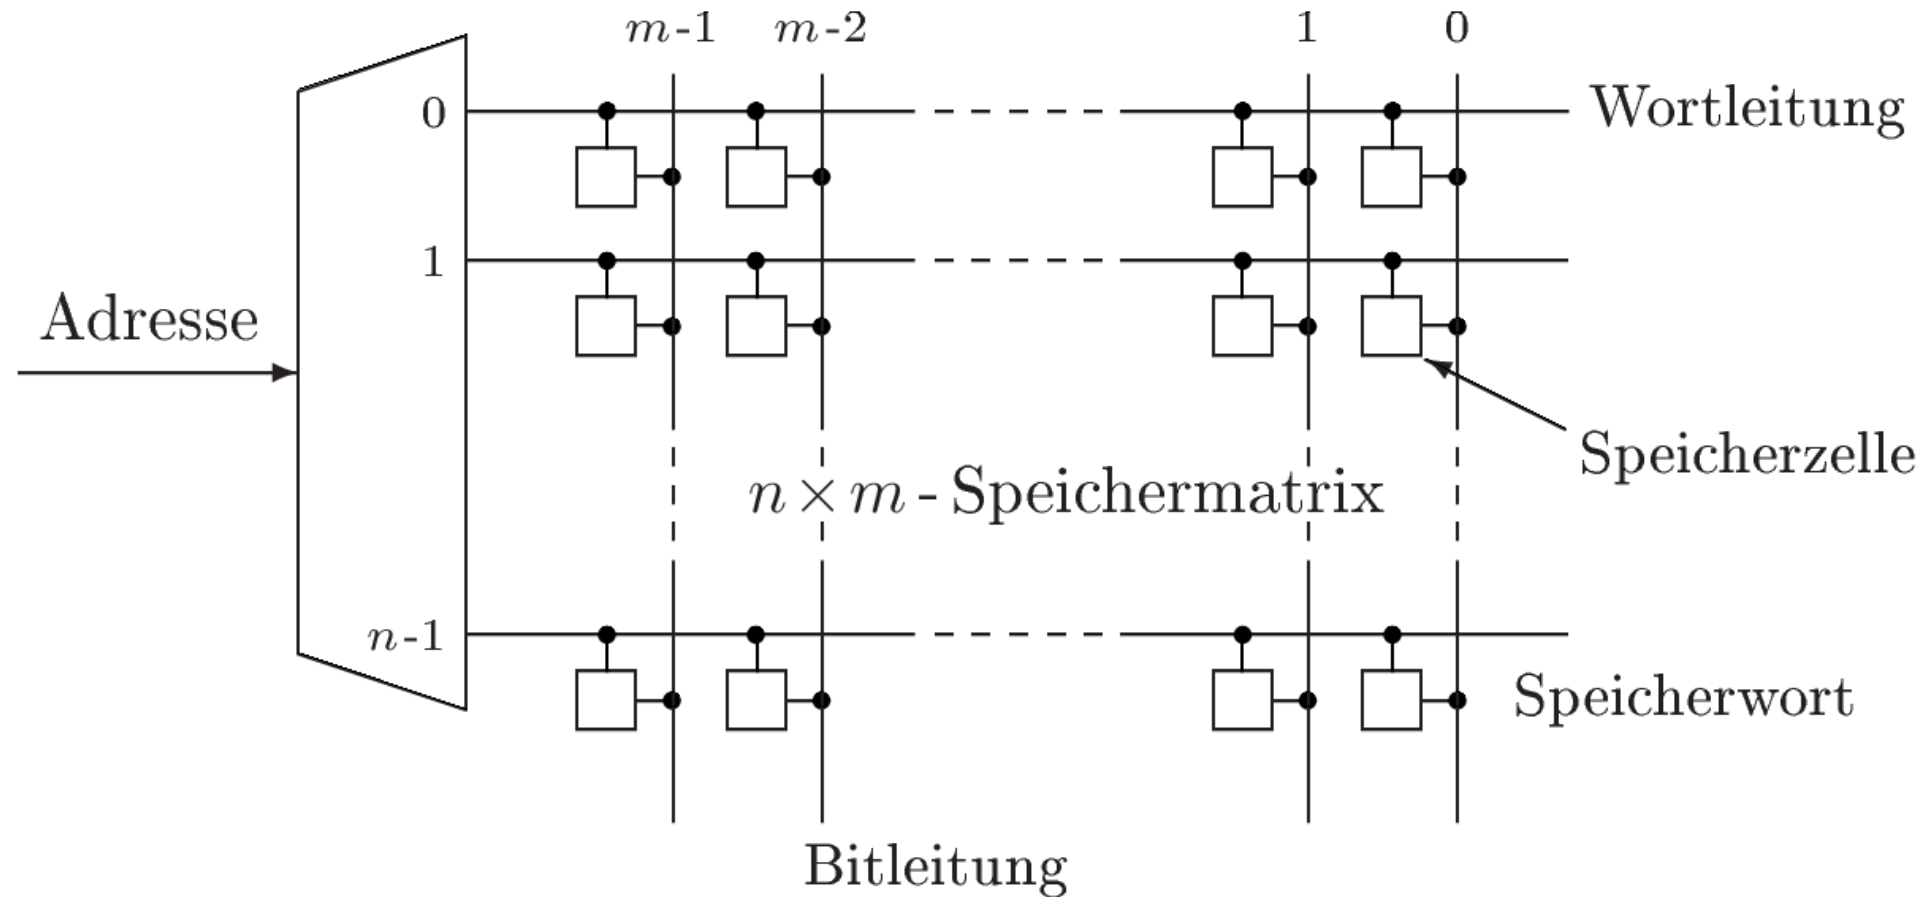 m-1 m-2 1 0
0 Wortleitung
1
Adresse
Speicherzelle
n × m - Speichermatrix
n-1
Speicherwort
Bitleitung